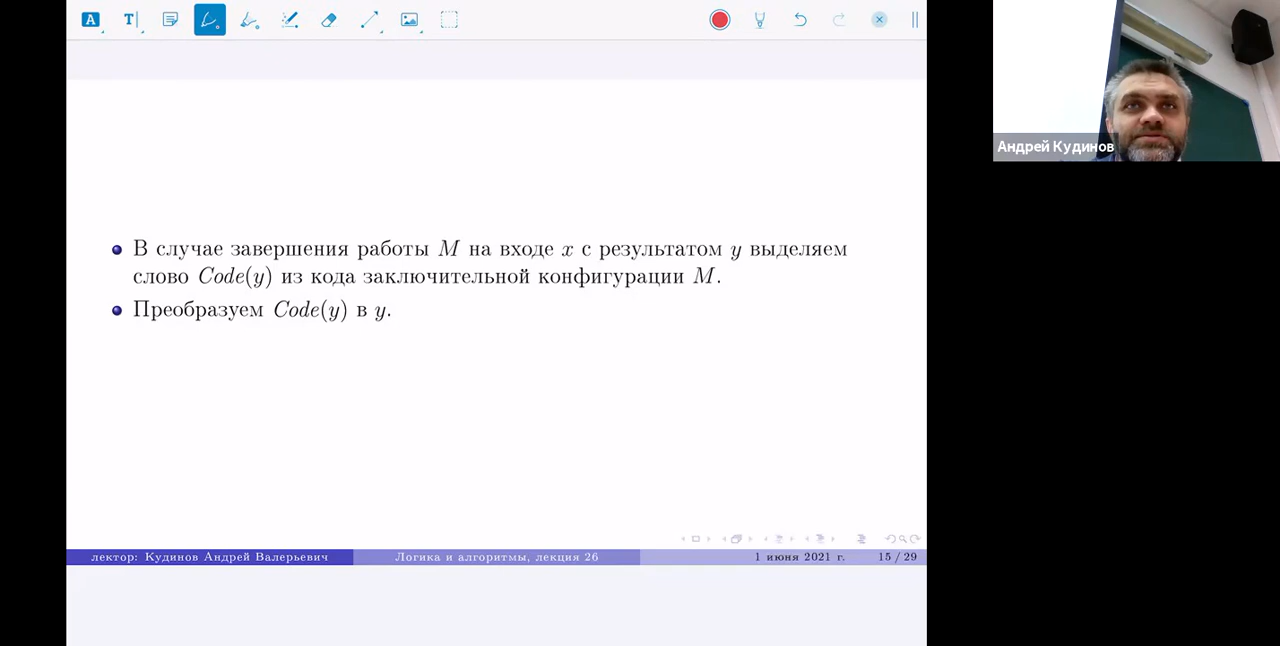 A T
Андрей Кудинов
В случае завершения работы M на входе x с результатом y выделяем
слово Code(y) из кода заключительной конфигурации M.
Преобразуем Code(y) в y.
лектор: Кудинов Андрей Валерьевич Логика и алгоритмы, лекция 26 1 июня 2021 г. 15 / 29